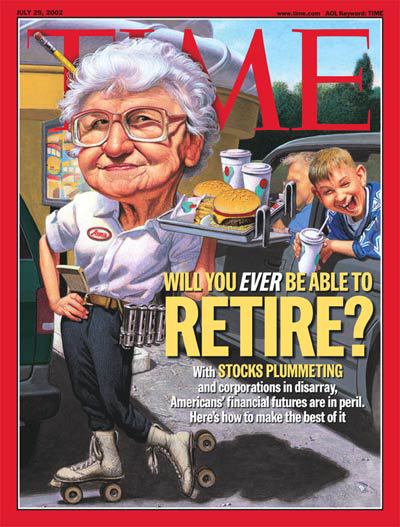 JULY 29, 2002
www.time.com AOL Keyword: TIME
TIME
WILL YOU EVER BE ABLE TO
RETIRE?
With STOCKS PLUMMETING
and corporations in disarray,
Americans' financial futures are in peril.
Here's how to make the best of it